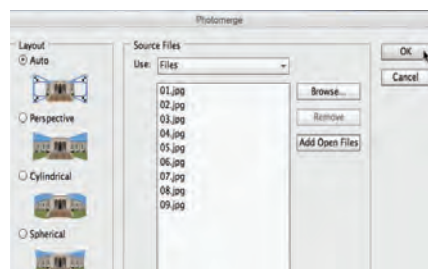 Photomerge
Layout
Auto
Perspective
Cylindrical
Spherical
Source Files
Use: Files
01.jpg
02.jpg
03.jpg
04.jpg
05.jpg
06.jpg
07.jpg
08.jpg
09.jpg
Browse...
Remove
Add Open Files
OK
Cancel